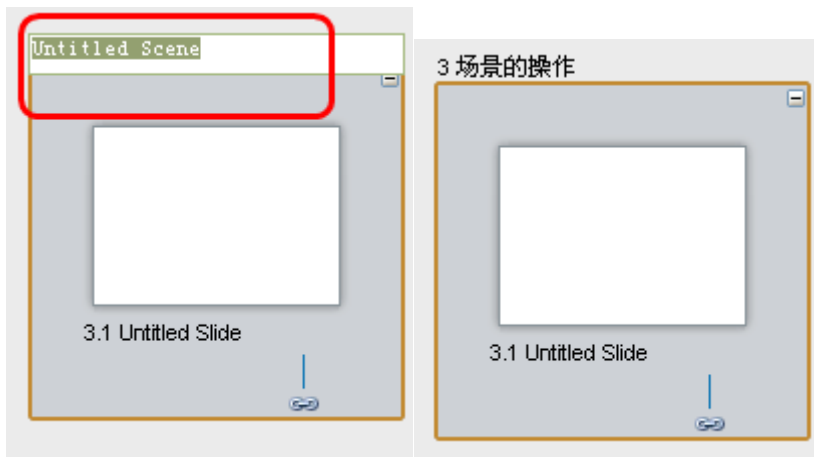 Untitled Scene
3.1 Untitled Slide
3 场景的操作
3.1 Untitled Slide